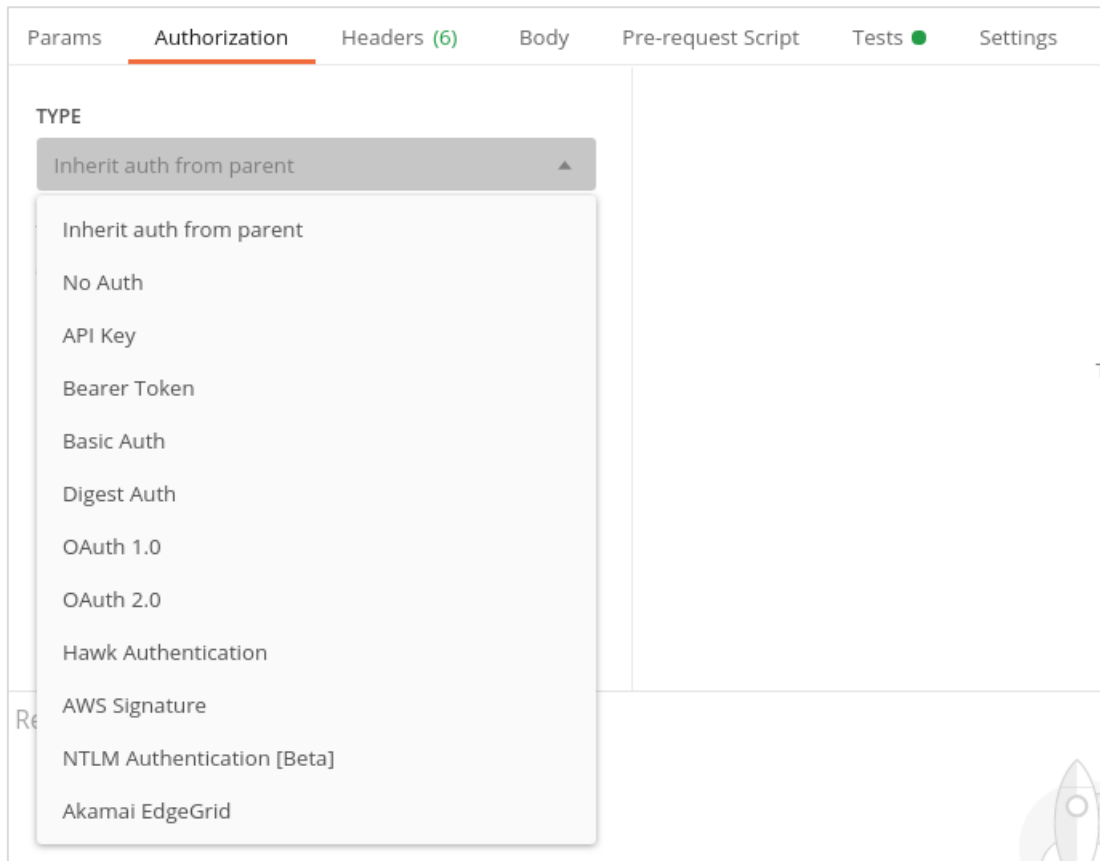 Params Authorization Headers (6) Body Pre-request Script Tests Settings
TYPE
Inherit auth from parent
Inherit auth from parent
No Auth
API Key
Bearer Token
Basic Auth
Digest Auth
OAuth 1.0
OAuth 2.0
Hawk Authentication
AWS Signature
NTLM Authentication [Beta]
Akamai EdgeGrid